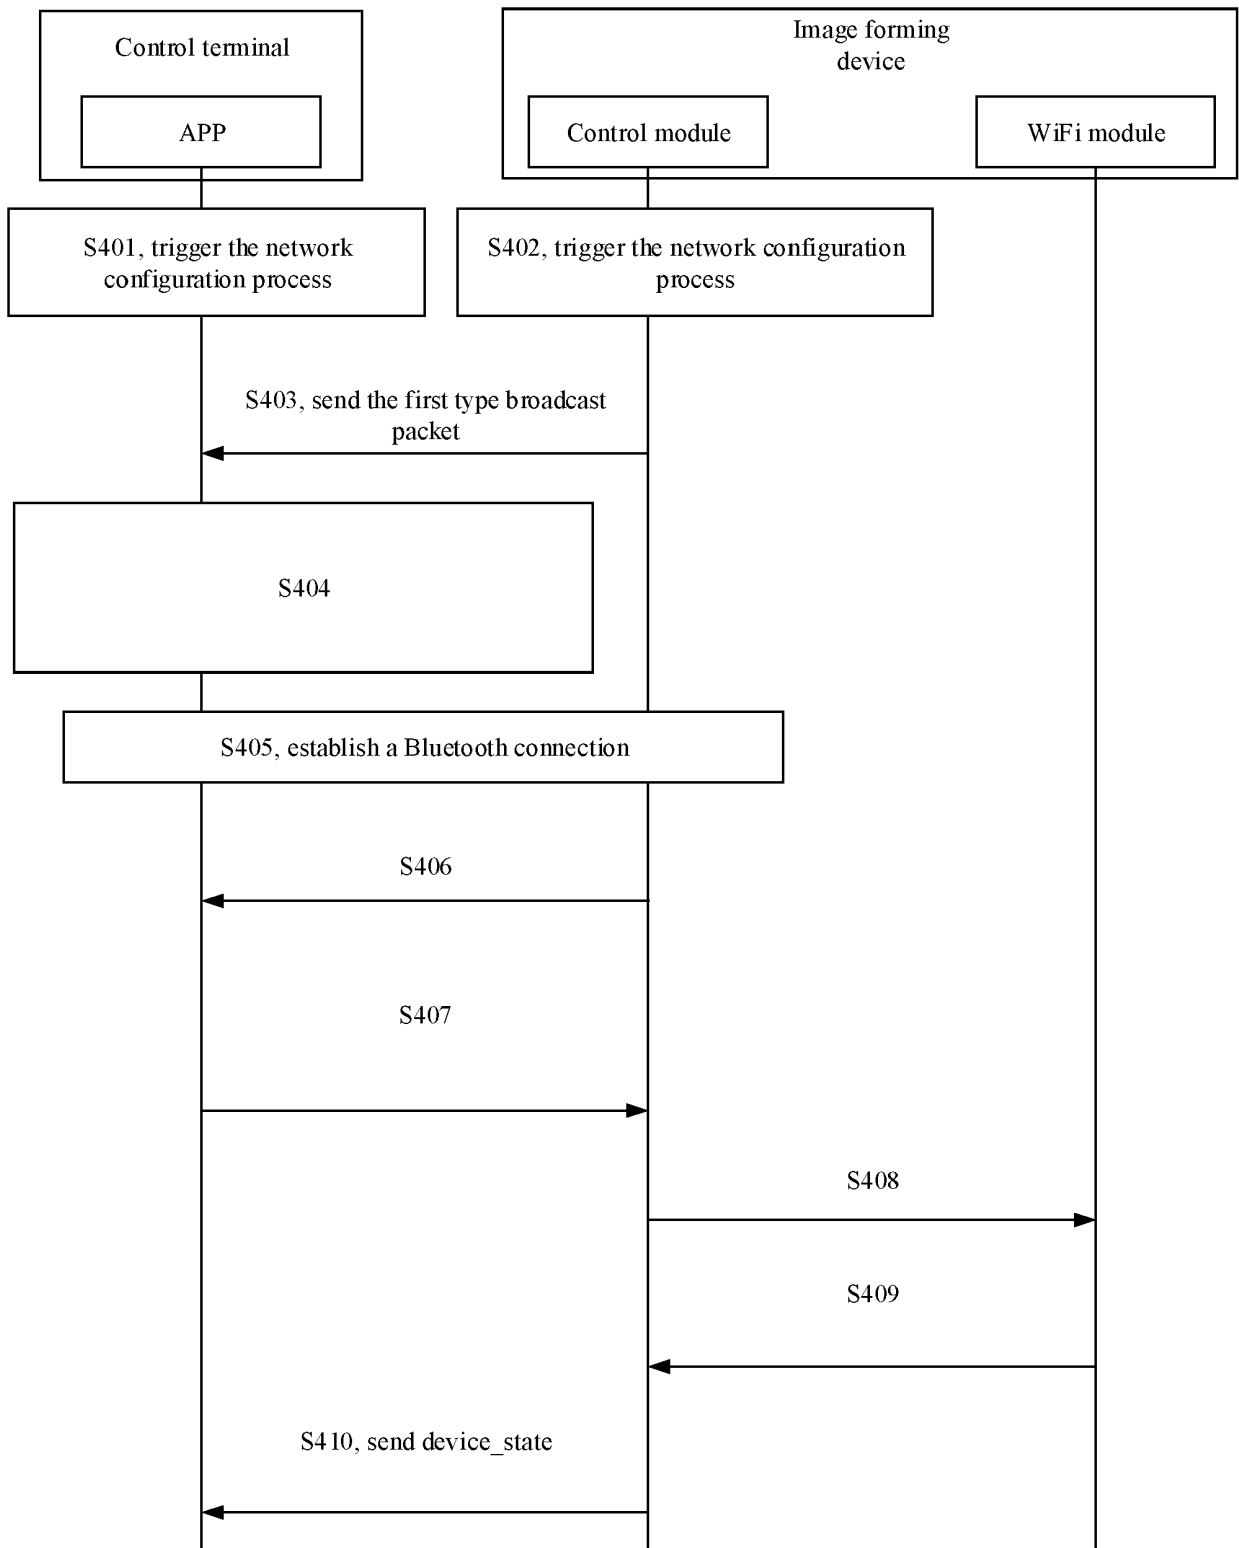 Control terminal
APP
Image forming
device
Control module
WiFi module
S401, trigger the network
configuration process
S402, trigger the network configuration
process
S403, send the first type broadcast
packet
S404
S405, establish a Bluetooth connection
S406
S407
S408
S409
S410, send device_state